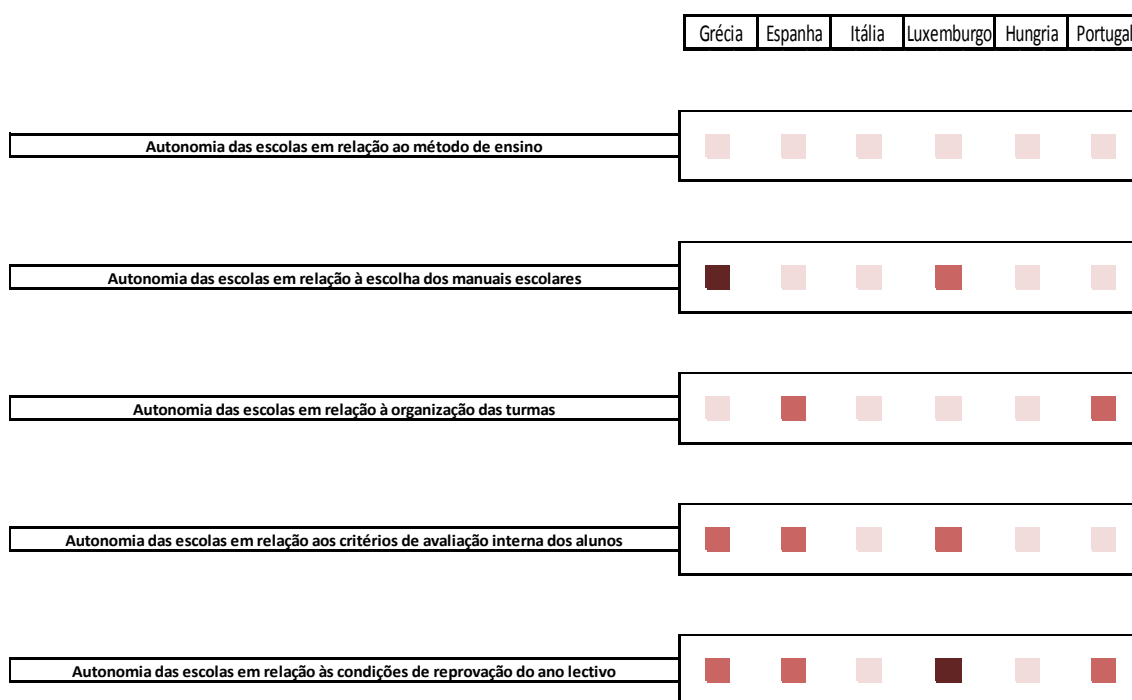 Grécia Espanha Itália Luxemburgo Hungria Portugal
Autonomia das escolas em relação ao método de ensino
Autonomia das escolas em relação à escolha dos manuais escolares
Autonomia das escolas em relação à organização das turmas
Autonomia das escolas em relação aos critérios de avaliação interna dos alunos
Autonomia das escolas em relação às condições de reprovação do ano lectivo